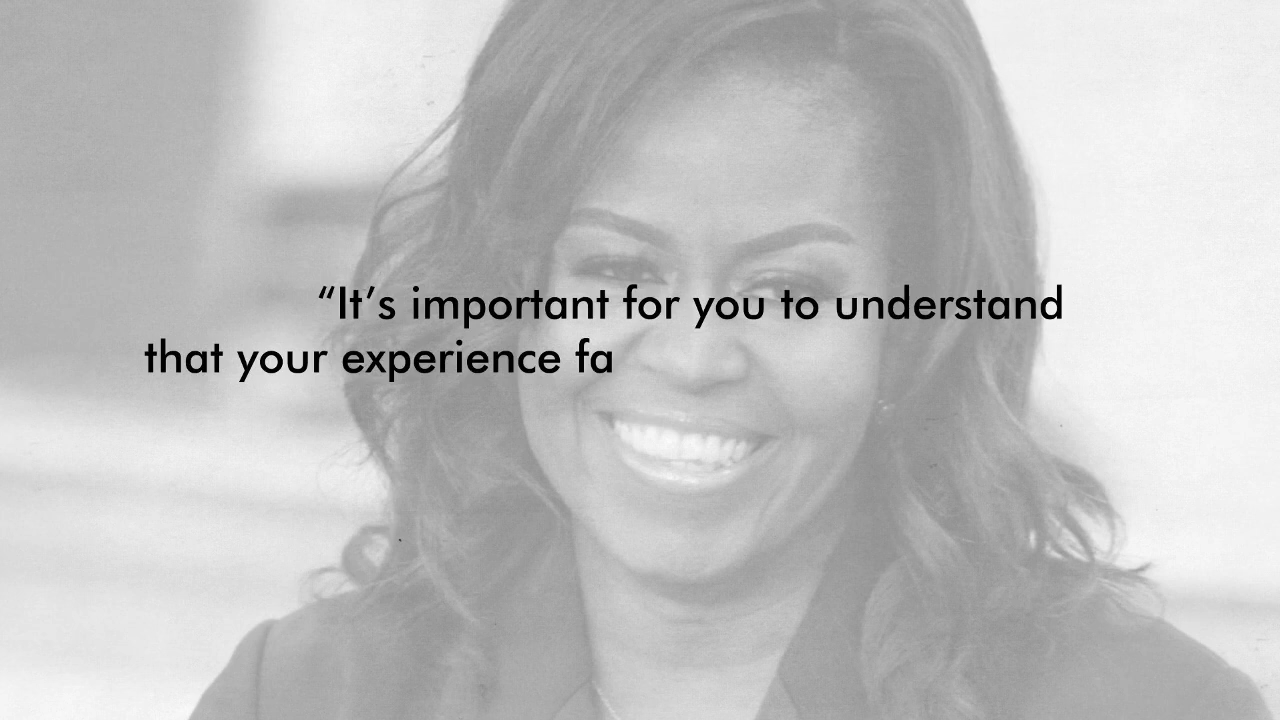 “It’s important for you to understand
that your experience fa